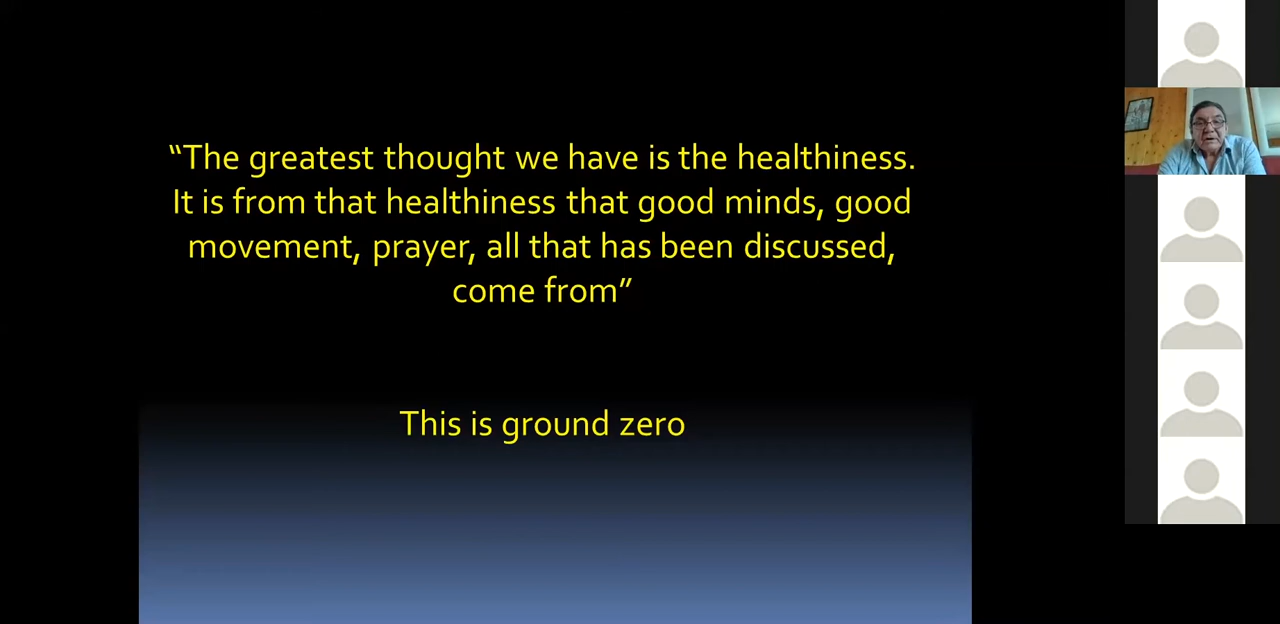 “The greatest thought we have is the healthiness.
It is from that healthiness that good minds, good
movement, prayer, all that has been discussed,
come from”
This is ground zero